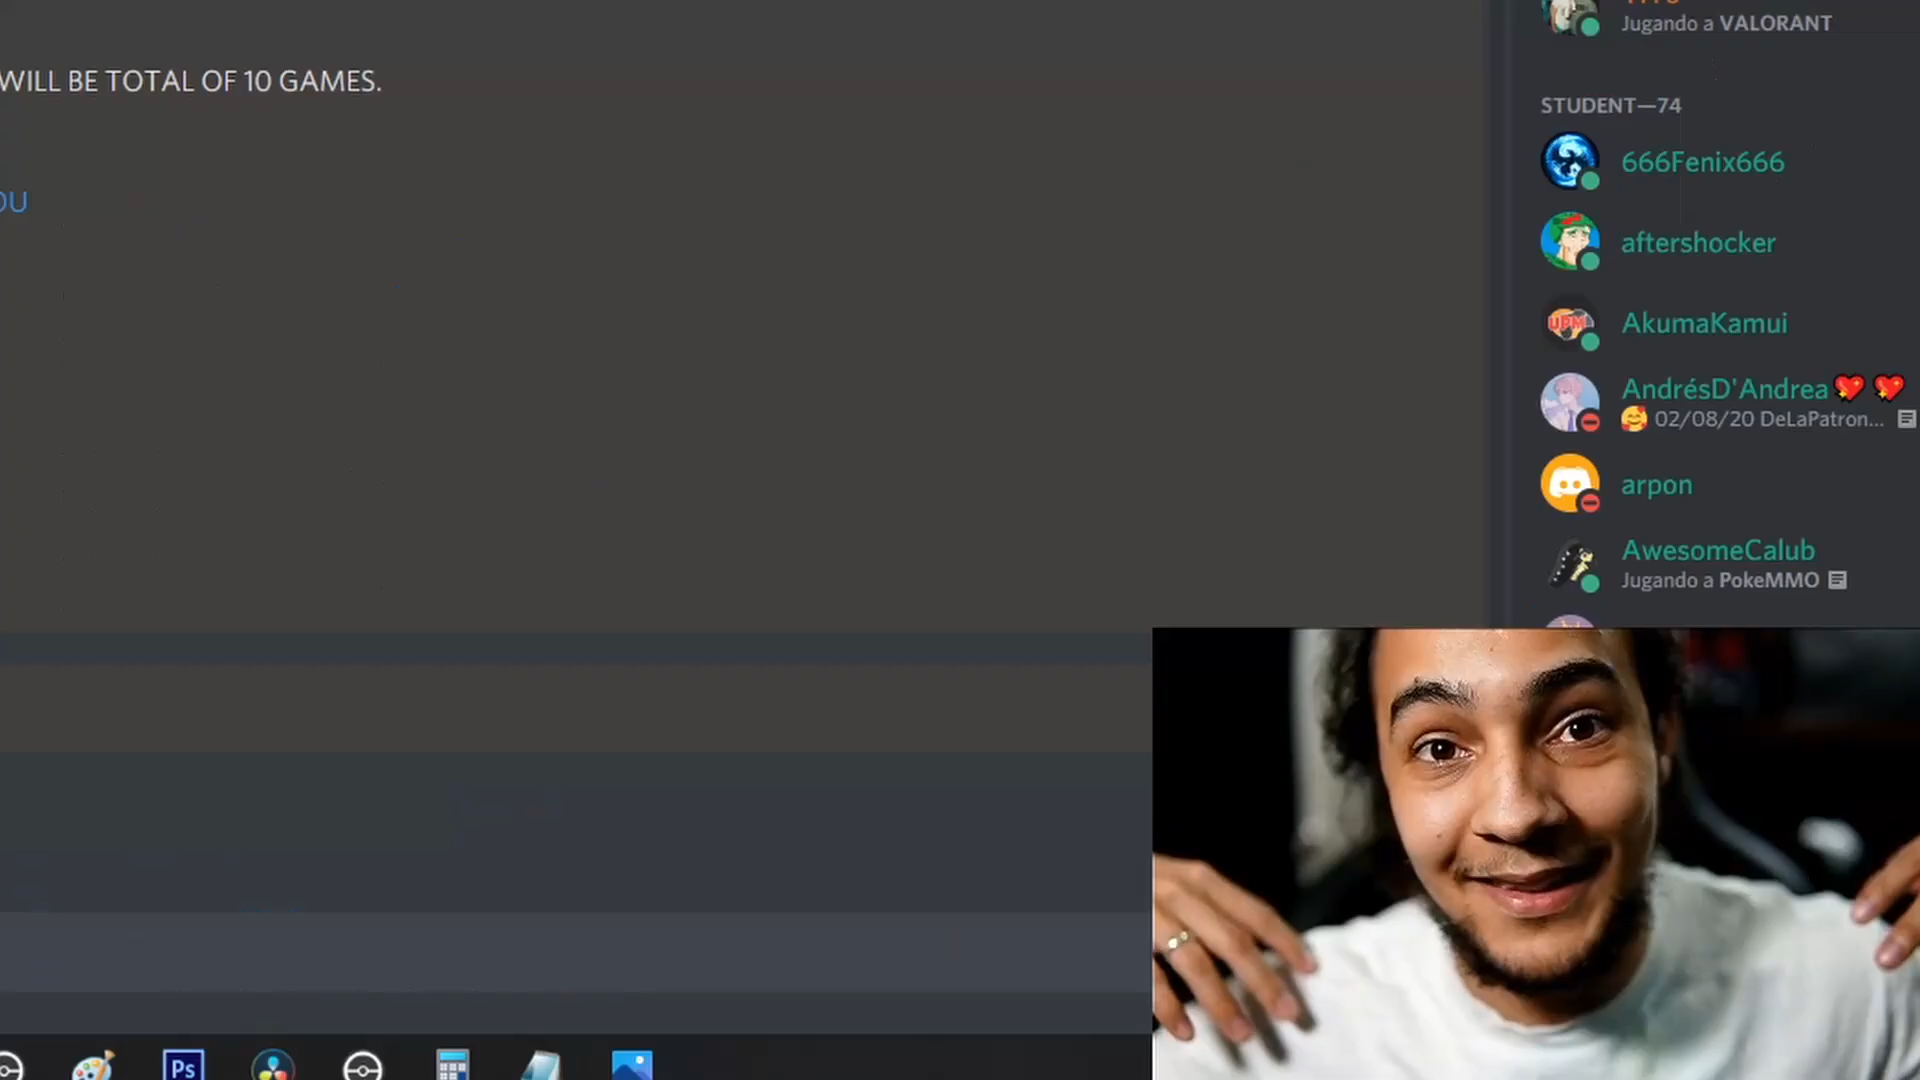 WILL BE TOTAL OF 10 GAMES.
OU
Jugando a VALORANT
STUDENT—74
666Fenix666
aftershocker
UPM
AkumaKamui
AndrésD'Andrea💖 💖
🥰 02/08/20 DeLaPatron...
arpon
AwesomeCalub
Jugando a PokeMMO
Ps